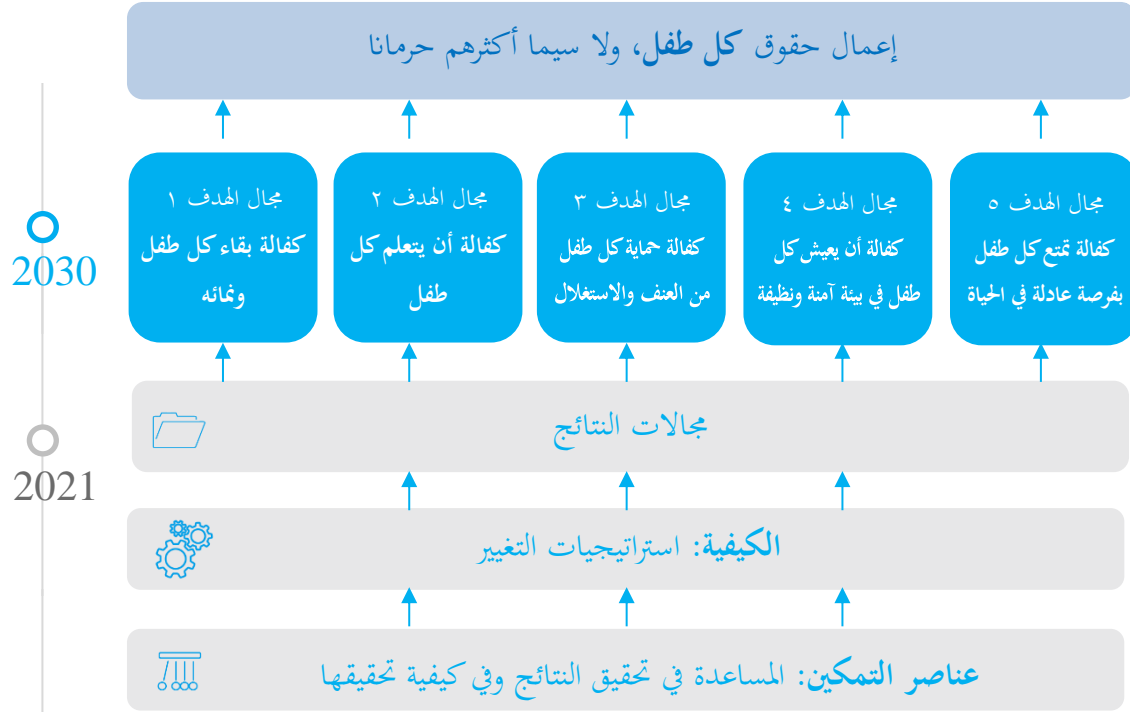 إعمال حقوق كل طفل، ولا سيما أكثرهم حرمانا
مجال الهدف ١
كفالة بقاء كل طفل
ونمائه
مجال الهدف ٢
كفالة أن يتعلم كل
طفل
مجال الهدف ٣
كفالة حماية كل طفل
من العنف والاستغلال
مجال الهدف ٤
كفالة أن يعيش كل
طفل في بيئة آمنة ونظيفة
مجال الهدف ٥
كفالة تمتع كل طفل
بفرصة عادلة في الحياة
2030
مجالات النتائج
2021
الكيفية: استراتيجيات التغيير
عناصر التمكين: المساعدة في تحقيق النتائج وفي كيفية تحقيقها